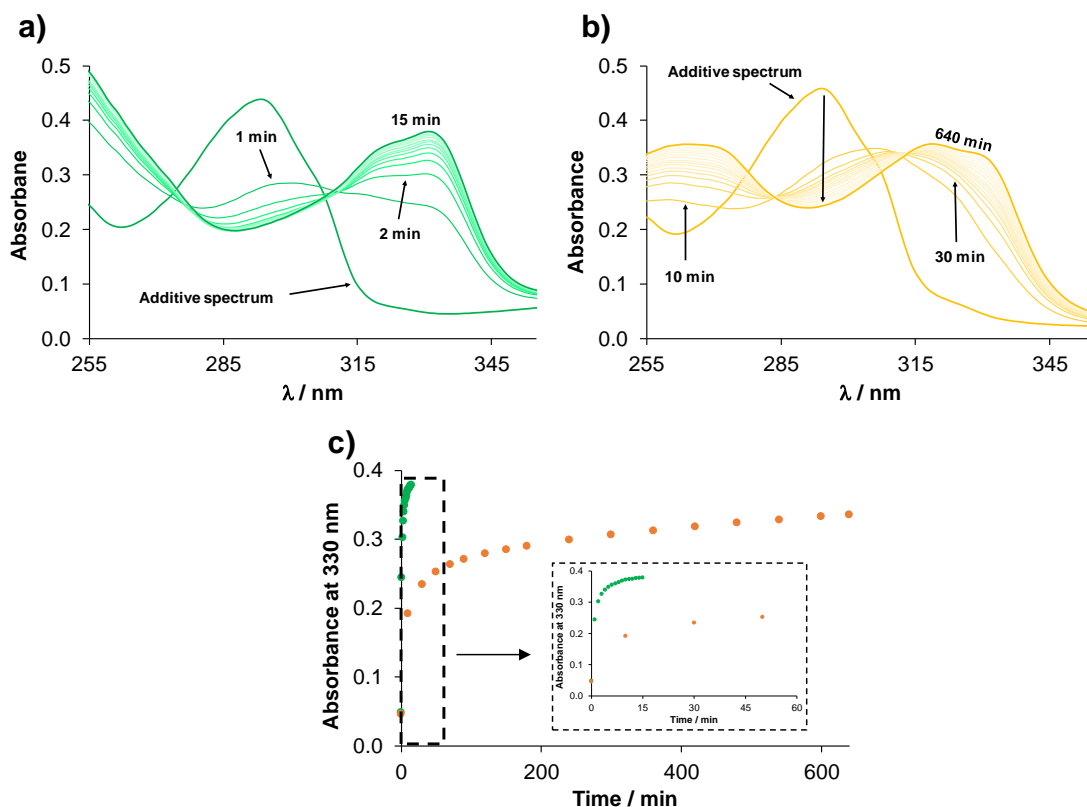 a)
Absorbane
0.5
0.4
0.3
0.2
0.1
0.0
255
285
315
345
λ / nm
1 min
15 min
2 min
Additive spectrum
b)
Absorbance
0.5
0.4
0.3
0.2
0.1
0.0
255
285
315
345
λ / nm
Additive spectrum
640 min
10 min
30 min
c)
Absorbance at 330 nm
0.4
0.3
0.2
0.1
0.0
0
200
400
600
Time / min
Absorbance at 330 nm
0.4
0.3
0.2
0.1
0.0
0
15
30
45
60
Time / min